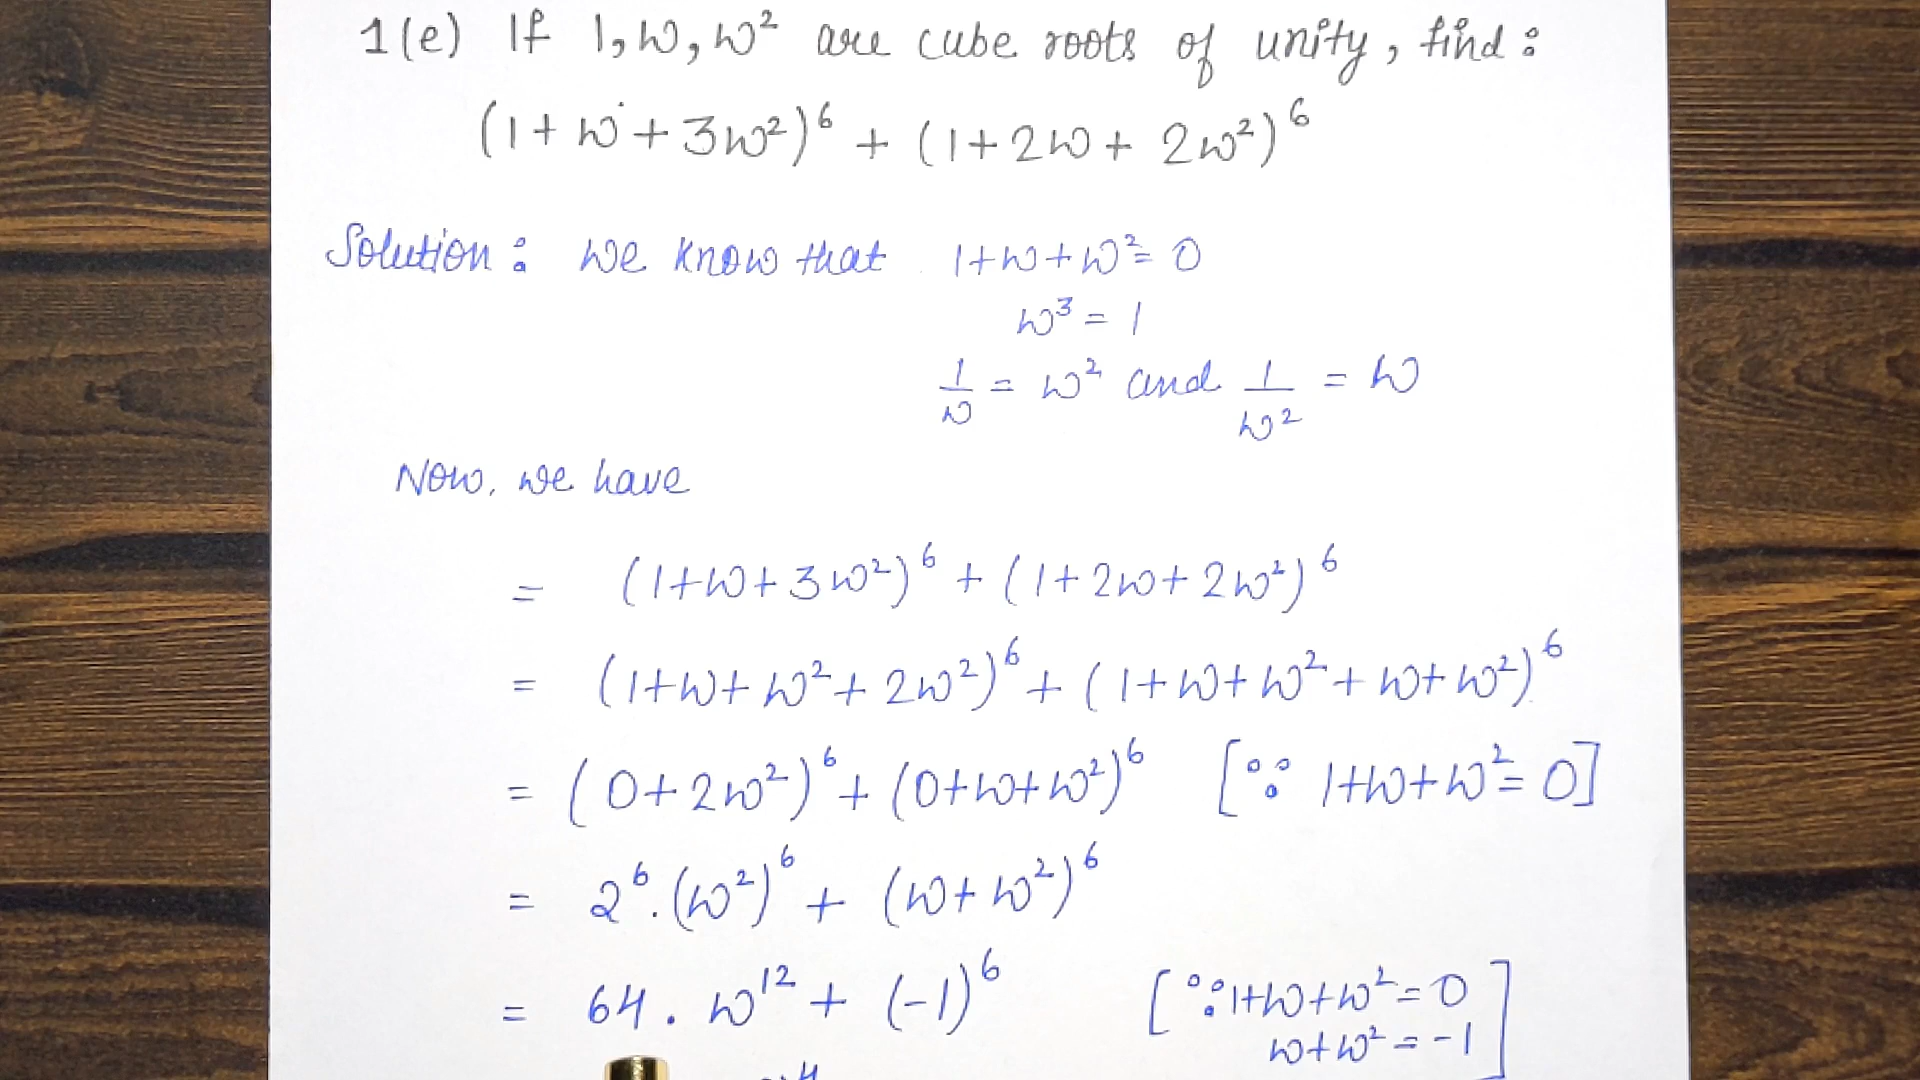 1(e) If 1, ω, ω² are cube roots of unity, find :
(1 + ω + 3ω²)⁶ + (1 + 2ω + 2ω²)⁶
Solution : We know that 1+ω+ω² = 0
ω³ = 1
1/ω = ω² and 1/ω² = ω
Now, we have
= (1+ω+3ω²)⁶ + (1+2ω+2ω²)⁶
= (1+ω+ω²+2ω²)⁶ + (1+ω+ω²+ω+ω²)⁶
= (0+2ω²)⁶ + (0+ω+ω²)⁶ [∵ 1+ω+ω²=0]
= 2⁶.(ω²)⁶ + (ω+ω²)⁶
= 64 . ω¹² + (-1)⁶ [∵ 1+ω+ω²=0
ω+ω² = -1]